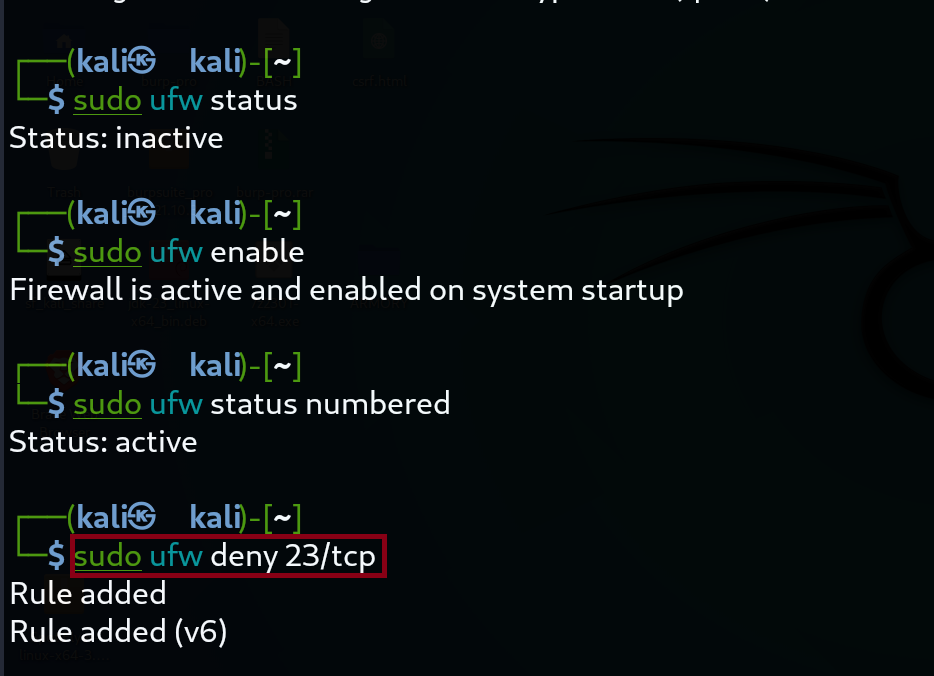 ┌──(kali㉿kali)-[~]
└─$ sudo ufw status
Status: inactive
┌──(kali㉿kali)-[~]
└─$ sudo ufw enable
Firewall is active and enabled on system startup
┌──(kali㉿kali)-[~]
└─$ sudo ufw status numbered
Status: active
┌──(kali㉿kali)-[~]
└─$ sudo ufw deny 23/tcp
Rule added
Rule added (v6)